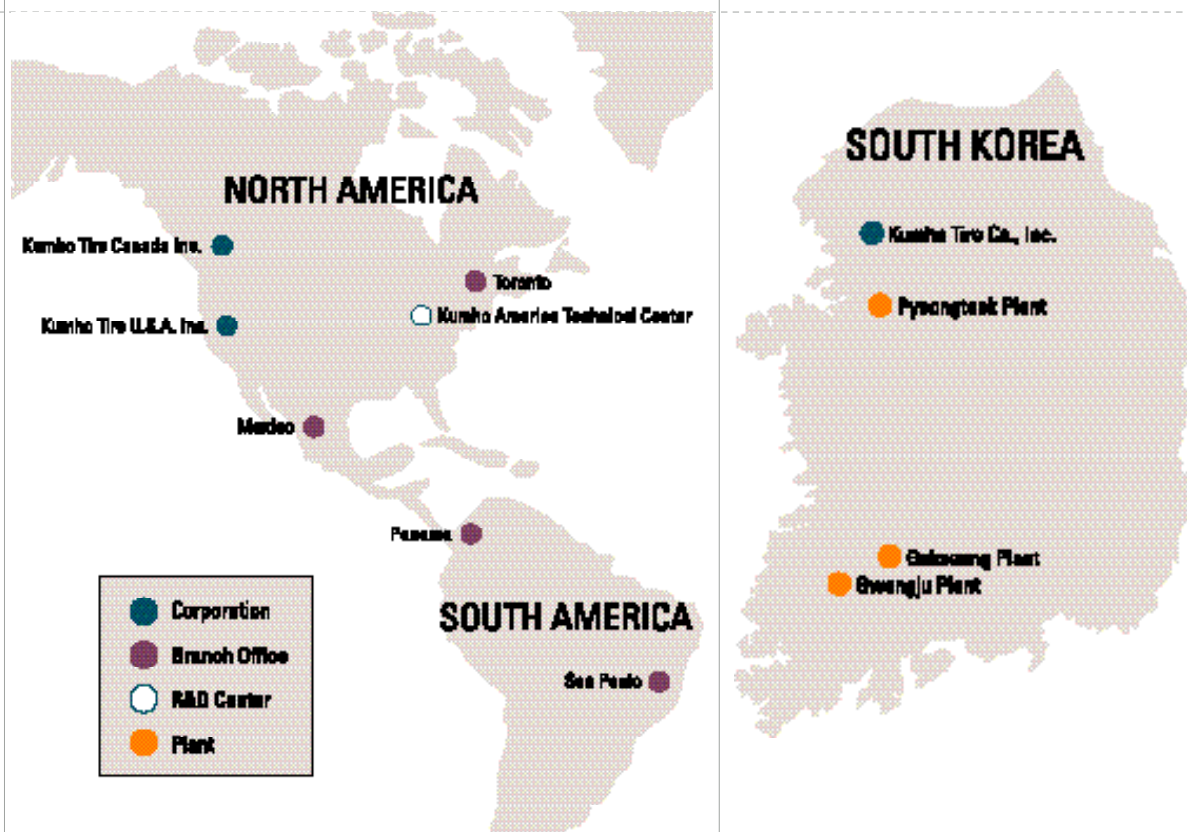 NORTH AMERICA
Kumho Tire Canada Inc.
Toronto
Kumho America Technical Center
Kumho Tire U.S.A. Inc.
Mexico
Panama
SOUTH AMERICA
Sao Paulo
Corporation
Branch Office
R&D Center
Plant
SOUTH KOREA
Kumho Tire Co., Inc.
Pyeongtaek Plant
Gokseong Plant
Gwangju Plant